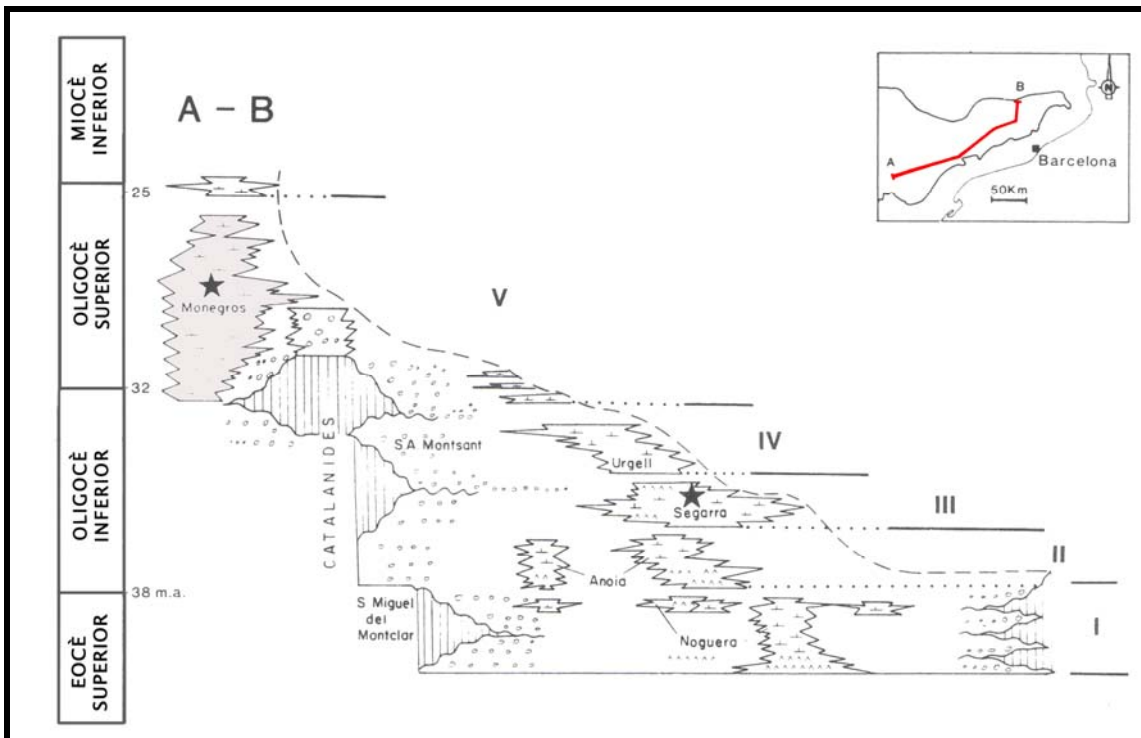 MIOCÈ
INFERIOR
OLIGOCÈ
SUPERIOR
OLIGOCÈ
INFERIOR
EOCÈ
SUPERIOR
A - B
25
32
38 m.a.
Monegros
CATALANIDES
S.A. Montsant
S. Miguel
del
Montclar
Urgell
Segarra
Anoia
Noguera
V
IV
III
II
I
A
B
N
Barcelona
50Km